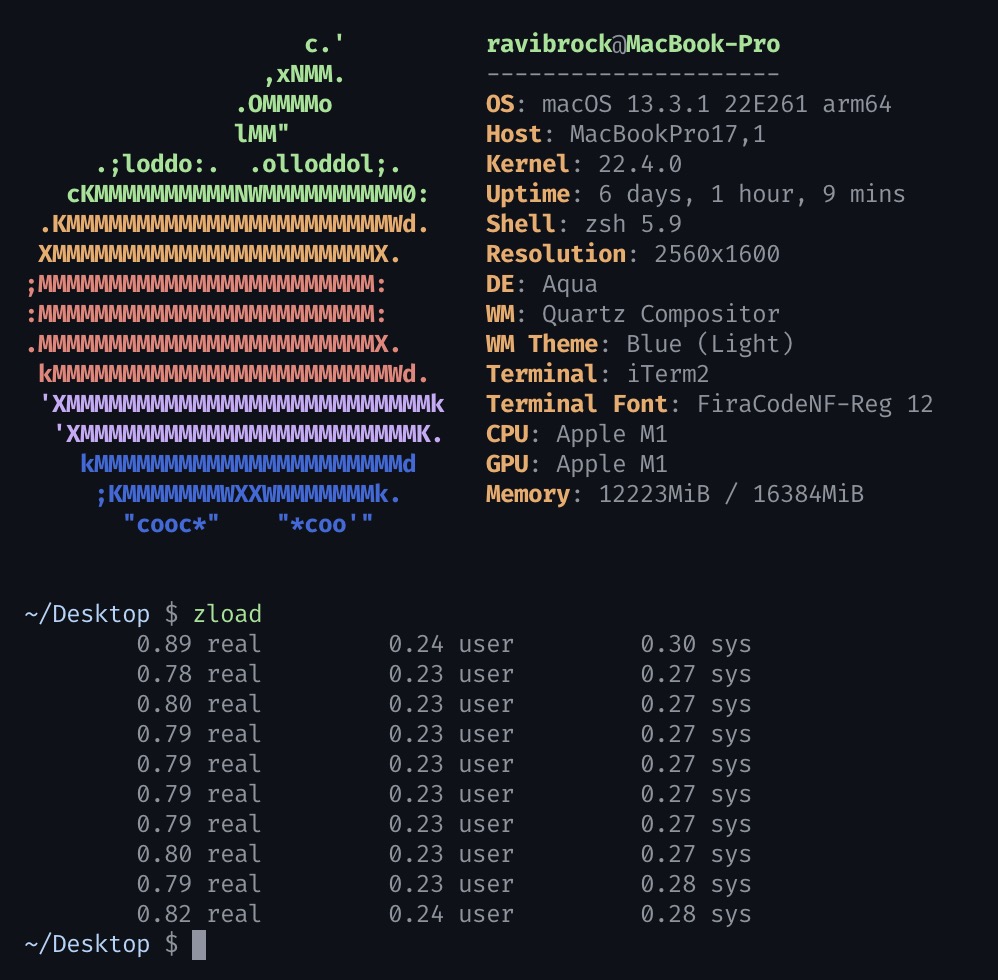 c.'          ravibrock@MacBook-Pro
                 ,xNMM.          ---------------------
               .OMMMMo           OS: macOS 13.3.1 22E261 arm64
               lMM"              Host: MacBookPro17,1
     .;loddo:.  .olloddol;.      Kernel: 22.4.0
   cKMMMMMMMMMMNWMMMMMMMMMM0:    Uptime: 6 days, 1 hour, 9 mins
 .KMMMMMMMMMMMMMMMMMMMMMMMWd.    Shell: zsh 5.9
 XMMMMMMMMMMMMMMMMMMMMMMMX.      Resolution: 2560x1600
;MMMMMMMMMMMMMMMMMMMMMMMM:       DE: Aqua
:MMMMMMMMMMMMMMMMMMMMMMMM:       WM: Quartz Compositor
.MMMMMMMMMMMMMMMMMMMMMMMMX.      WM Theme: Blue (Light)
 kMMMMMMMMMMMMMMMMMMMMMMMMWd.    Terminal: iTerm2
 'XMMMMMMMMMMMMMMMMMMMMMMMMMMk   Terminal Font: FiraCodeNF-Reg 12
  'XMMMMMMMMMMMMMMMMMMMMMMMMK.   CPU: Apple M1
    kMMMMMMMMMMMMMMMMMMMMMMd     GPU: Apple M1
     ;KMMMMMMMWXXWMMMMMMMk.      Memory: 12223MiB / 16384MiB
       "cooc*"    "*coo'"
~/Desktop $ zload
        0.89 real         0.24 user         0.30 sys
        0.78 real         0.23 user         0.27 sys
        0.80 real         0.23 user         0.27 sys
        0.79 real         0.23 user         0.27 sys
        0.79 real         0.23 user         0.27 sys
        0.79 real         0.23 user         0.27 sys
        0.79 real         0.23 user         0.27 sys
        0.80 real         0.23 user         0.27 sys
        0.79 real         0.23 user         0.28 sys
        0.82 real         0.24 user         0.28 sys
~/Desktop $